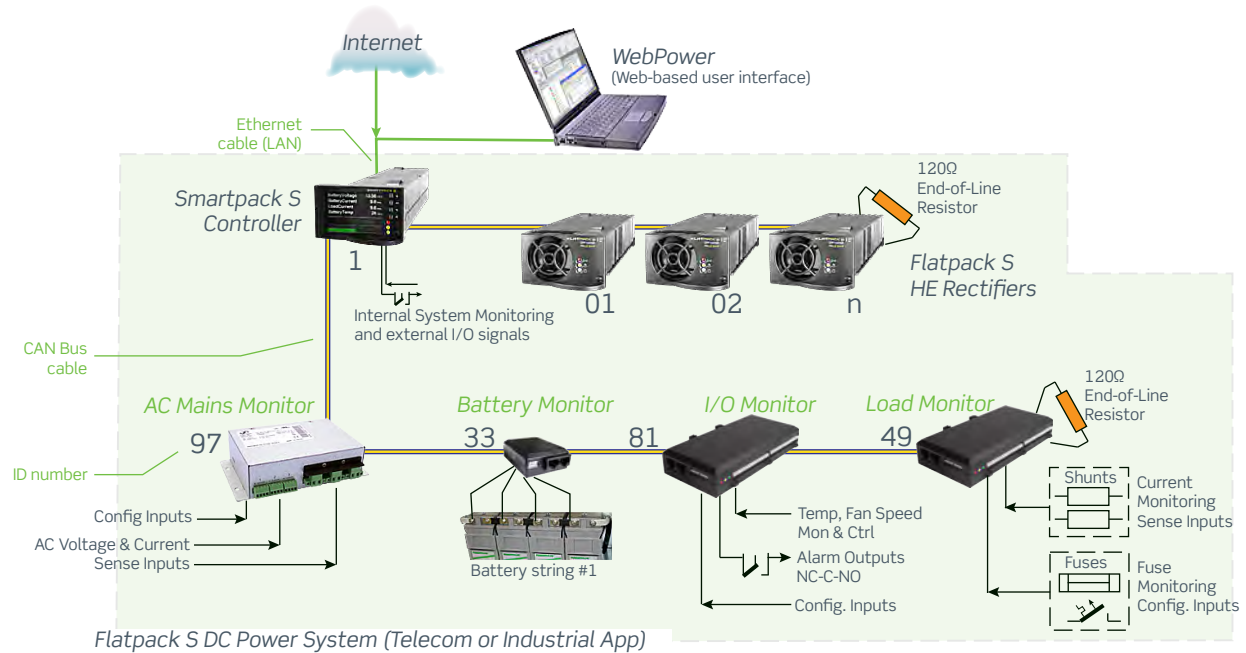 Internet
WebPower
(Web-based user interface)
Ethernet
cable (LAN)
Smartpack S
Controller
BatteryVoltage
BatteryCurrent
LoadCurrent
BatteryTemp
1
120Ω
End-of-Line
Resistor
01
02
n
Flatpack S
HE Rectifiers
Internal System Monitoring
and external I/O signals
CAN Bus
cable
AC Mains Monitor
97
ID number
Config Inputs
AC Voltage & Current
Sense Inputs
Battery Monitor
33
Battery string #1
I/O Monitor
81
Temp, Fan Speed
Mon & Ctrl
Alarm Outputs
NC-C-NO
Config. Inputs
Load Monitor
49
120Ω
End-of-Line
Resistor
Shunts
Current
Monitoring
Sense Inputs
Fuses
Fuse
Monitoring
Config. Inputs
Flatpack S DC Power System (Telecom or Industrial App)